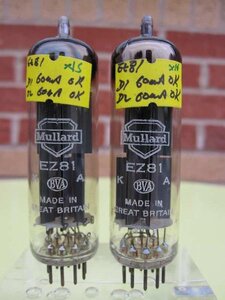 EZ81 x15
D1 60mA OK
D2 60mA OK
Mullard
EZ81
BVA A
MADE IN
GREAT BRITAIN
EZ81
D1 60mA OK
D2 60mA OK
Mullard
EZ81
K BVA A
MADE IN
GREAT BRITAIN